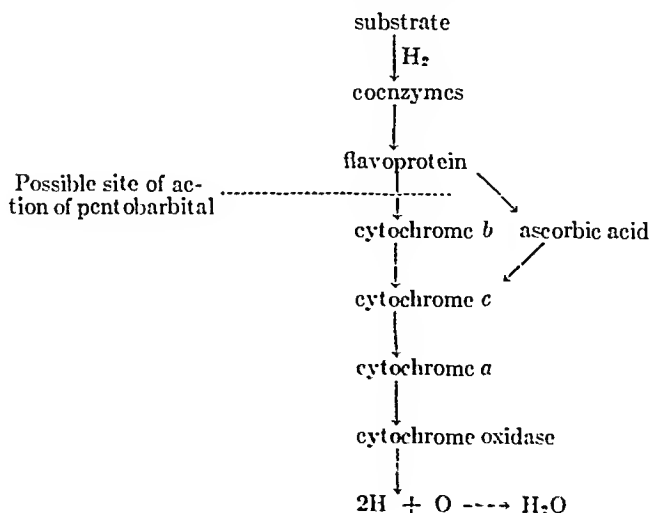 substrate
H₂
coenzymes
flavoprotein
Possible site of ac-
tion of pentobarbital
cytochrome b
ascorbic acid
cytochrome c
cytochrome a
cytochrome oxidase
2H + O ----> H₂O